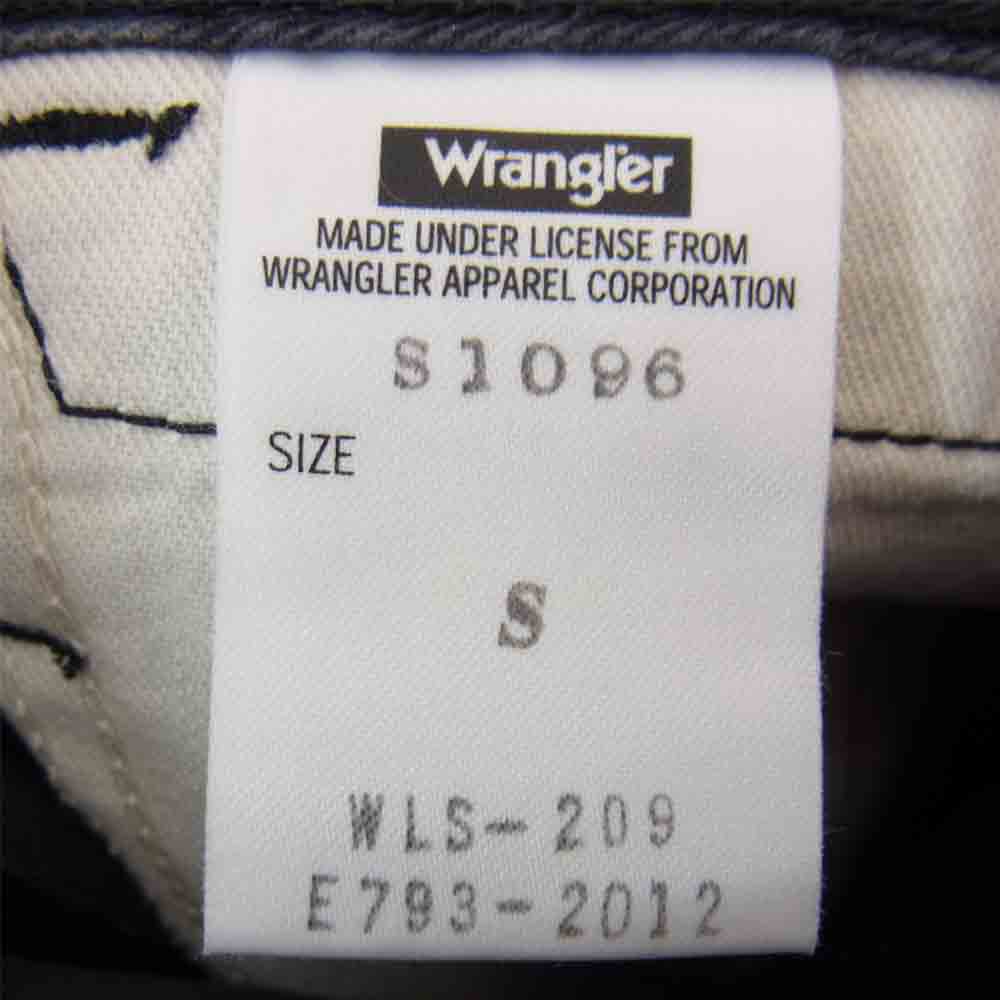 Wrangler
MADE UNDER LICENSE FROM
WRANGLER APPAREL CORPORATION
S1096
SIZE
S
WLS-209
E793-2012